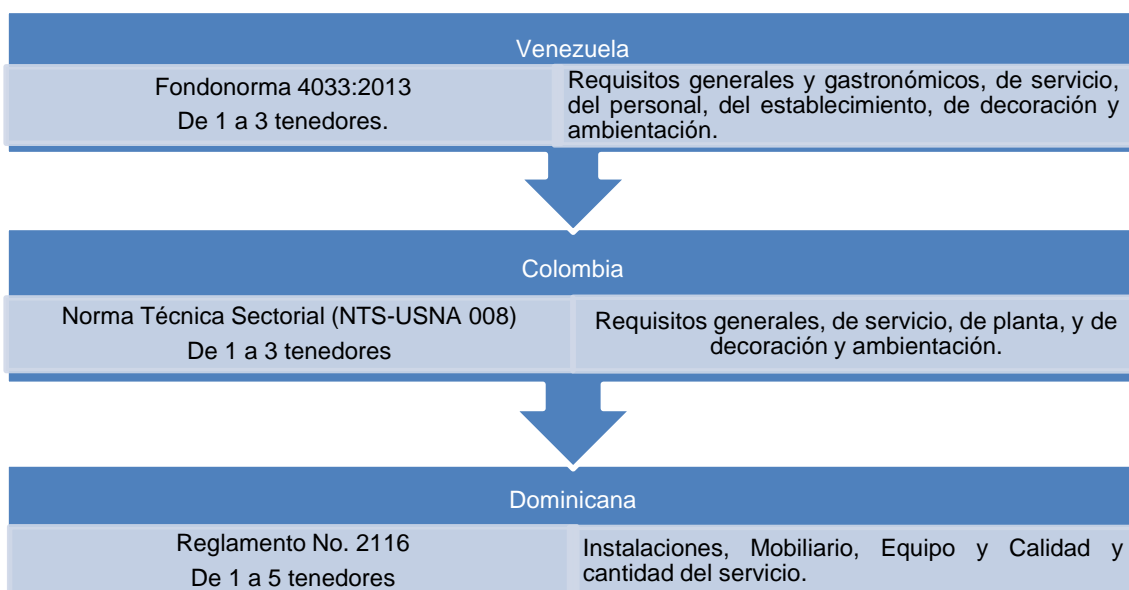 Venezuela
Fondonorma 4033:2013
De 1 a 3 tenedores.
Requisitos generales y gastronómicos, de servicio,
del personal, del establecimiento, de decoración y
ambientación.
Colombia
Norma Técnica Sectorial (NTS-USNA 008)
De 1 a 3 tenedores
Requisitos generales, de servicio, de planta, y de
decoración y ambientación.
Dominicana
Reglamento No. 2116
De 1 a 5 tenedores
Instalaciones, Mobiliario, Equipo y Calidad y
cantidad del servicio.